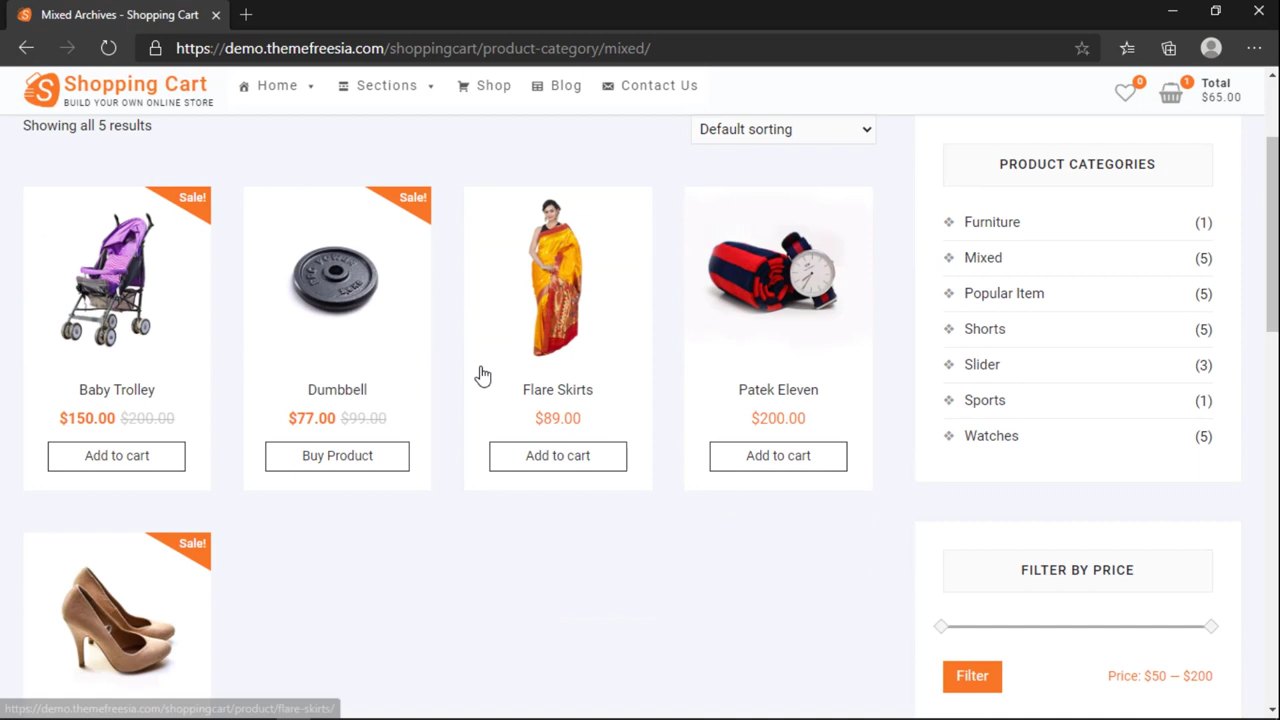 Mixed Archives - Shopping Cart
https://demo.themefreesia.com/shoppingcart/product-category/mixed/
Shopping Cart
BUILD YOUR OWN ONLINE STORE
Home
Sections
Shop
Blog
Contact Us
0
1
Total
$65.00
Showing all 5 results
Default sorting
Sale!
Baby Trolley
$150.00 $200.00
Add to cart
Sale!
Dumbbell
$77.00 $99.00
Buy Product
Flare Skirts
$89.00
Add to cart
Patek Eleven
$200.00
Add to cart
Sale!
PRODUCT CATEGORIES
Furniture (1)
Mixed (5)
Popular Item (5)
Shorts (5)
Slider (3)
Sports (1)
Watches (5)
FILTER BY PRICE
Filter
Price: $50 — $200
https://demo.themefreesia.com/shoppingcart/product/flare-skirts/